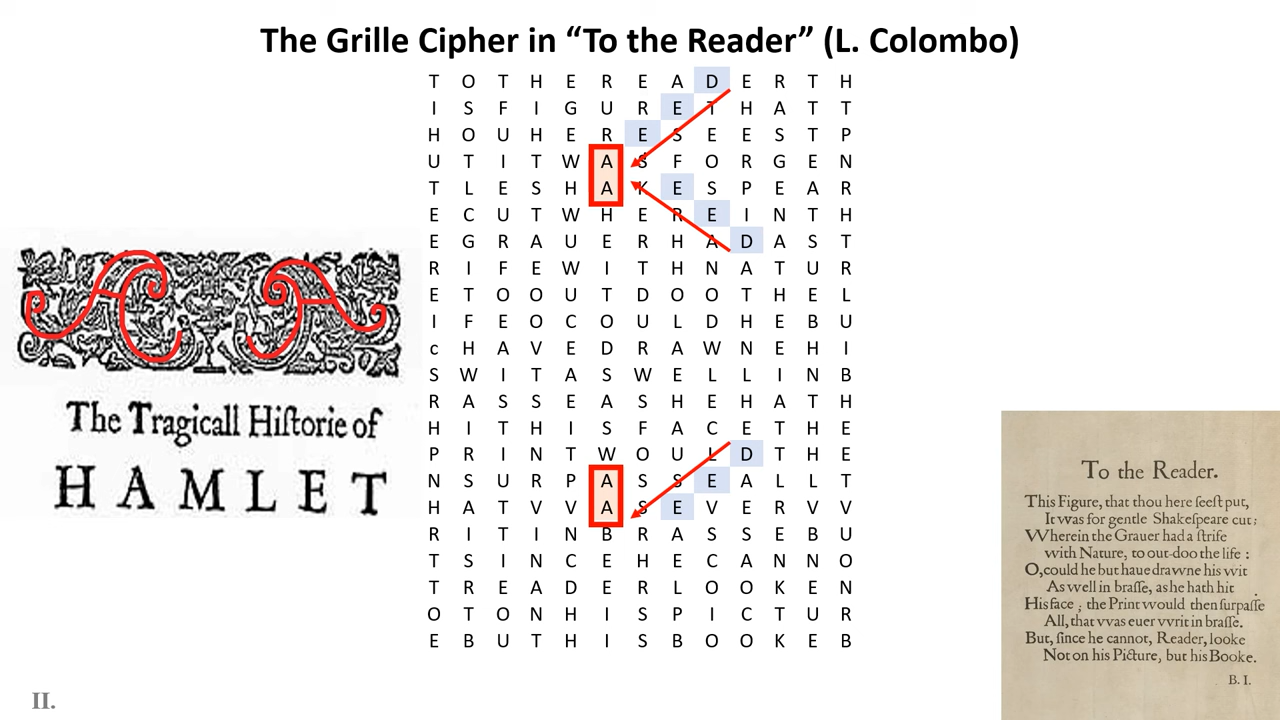 The Grille Cipher in “To the Reader” (L. Colombo)
T O T H E R E A D E R T H
I S F I G U R E T H A T T
H O U H E R E S E E S T P
U T I T W A S F O R G E N
T L E S H A K E S P E A R
E C U T W H E R E I N T H
E G R A U E R H A D A S T
R I F E W I T H N A T U R
E T O O U T D O O T H E L
I F E O C O U L D H E B U
c H A V E D R A W N E H I
S W I T A S W E L L I N B
R A S S E A S H E H A T H
H I T H I S F A C E T H E
P R I N T W O U L D T H E
N S U R P A S S E A L L T
H A T V V A S E V E R V V
R I T I N B R A S S E B U
T S I N C E H E C A N N O
T R E A D E R L O O K E N
O T O N H I S P I C T U R
E B U T H I S B O O K E B
The Tragicall Hiſtorie of
HAMLET
To the Reader.
This Figure, that thou here ſeeſt put,
It was for gentle Shakeſpeare cut;
Wherein the Grauer had a ſtrife
with Nature, to out-doo the life :
O, could he but haue drawne his wit
As well in braſſe, as he hath hit
His face ; the Print would then ſurpaſſe
All, that vvas euer vvrit in braſſe.
But, ſince he cannot, Reader, looke
Not on his Picture, but his Booke.
B. I.
II.